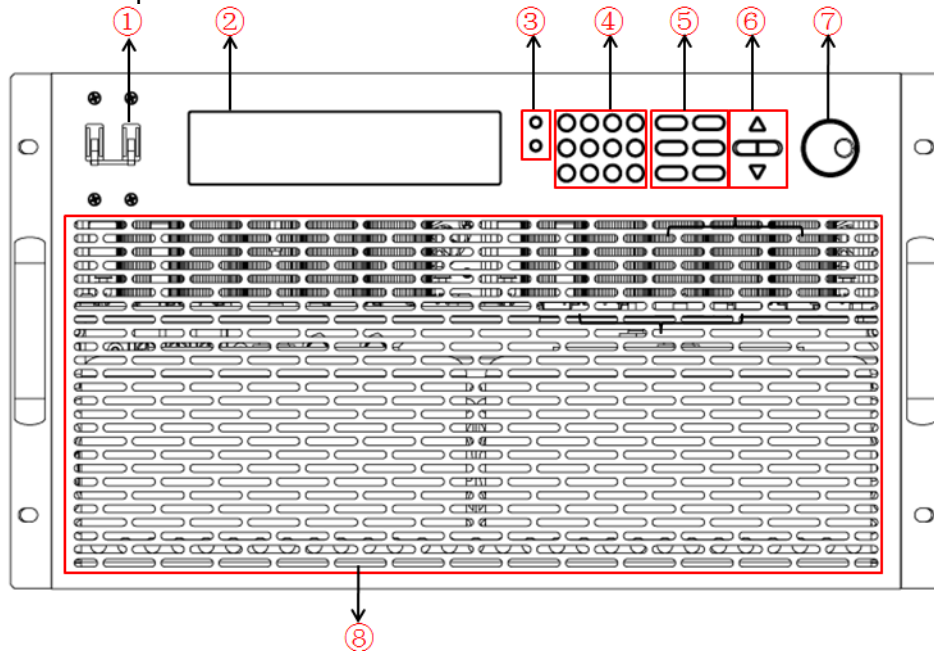 ① ② ③ ④ ⑤ ⑥ ⑦
⑧